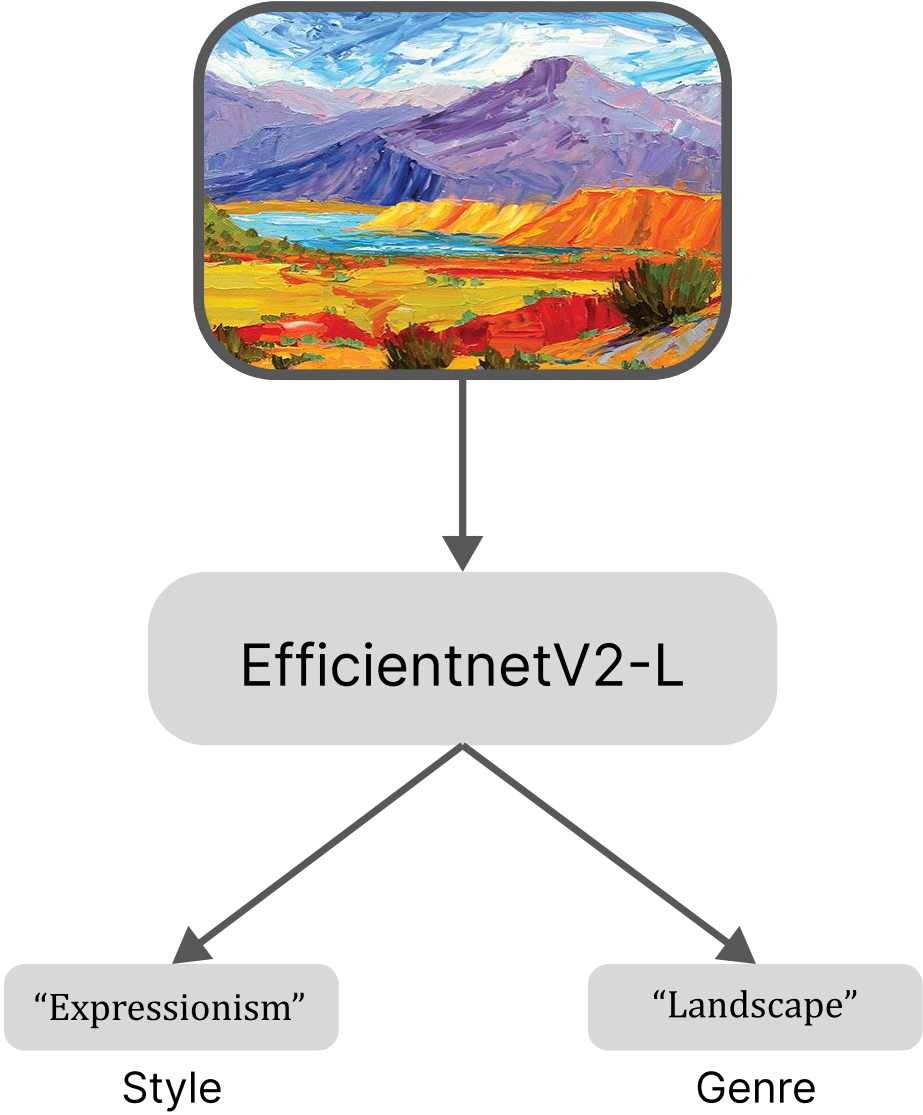 EfficientnetV2-L
“Expressionism”
“Landscape”
Style
Genre